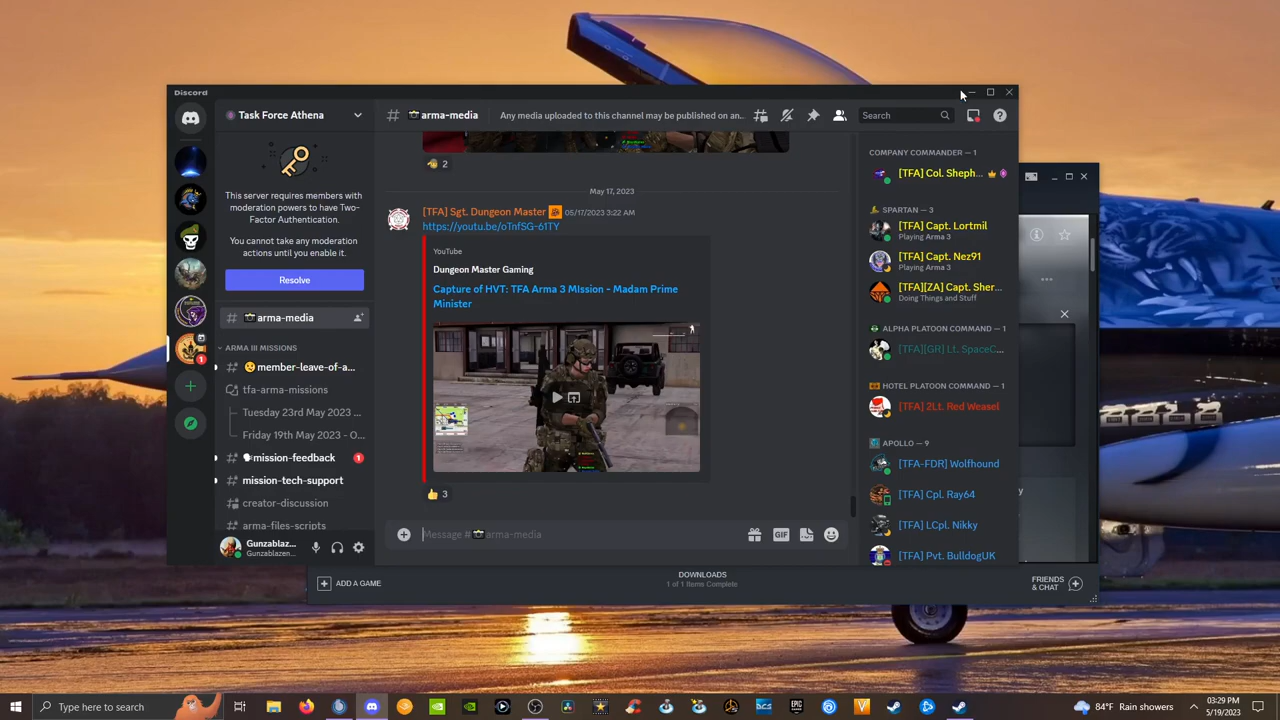 Discord
Task Force Athena
This server requires members with
moderation powers to have Two-
Factor Authentication.
You cannot take any moderation
actions until you enable it.
Resolve
arma-media
ARMA III MISSIONS
member-leave-of-a...
tfa-arma-missions
Tuesday 23rd May 2023 ...
Friday 19th May 2023 - O...
mission-feedback
1
mission-tech-support
creator-discussion
arma-files-scripts
Gunzablaz...
Gunzablazen...
1
arma-media
Any media uploaded to this channel may be published on an...
Search
2
May 17, 2023
[TFA] Sgt. Dungeon Master 05/17/2023 3:22 AM
https://youtu.be/oTnfSG-61TY
YouTube
Dungeon Master Gaming
Capture of HVT: TFA Arma 3 MIssion - Madam Prime
Minister
3
Message # arma-media
GIF
COMPANY COMMANDER — 1
[TFA] Col. Sheph...
SPARTAN — 3
[TFA] Capt. Lortmil
Playing Arma 3
[TFA] Capt. Nez91
Playing Arma 3
[TFA][ZA] Capt. Sher...
Doing Things and Stuff
ALPHA PLATOON COMMAND — 1
[TFA][GR] Lt. SpaceC...
HOTEL PLATOON COMMAND — 1
[TFA] 2Lt. Red Weasel
APOLLO — 9
[TFA-FDR] Wolfhound
[TFA] Cpl. Ray64
[TFA] LCpl. Nikky
[TFA] Pvt. BulldogUK
ADD A GAME
DOWNLOADS
1 of 1 Items Complete
FRIENDS
& CHAT
Type here to search
84°F Rain showers
03:29 PM
5/19/2023